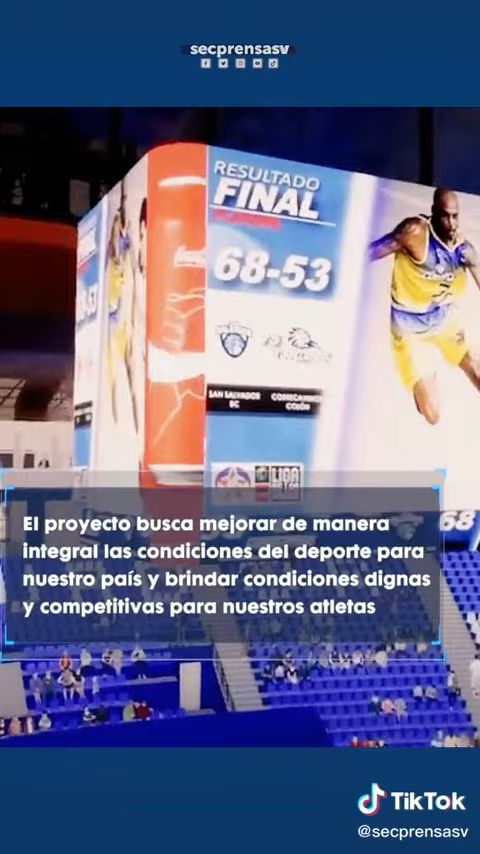 secprensasv
RESULTADO
FINAL
68-53
SAN SALVADOR
BC
COLÓN
FINAL
LIGA
68
El proyecto busca mejorar de manera
integral las condiciones del deporte para
nuestro país y brindar condiciones dignas
y competitivas para nuestros atletas
TikTok
@secprensasv